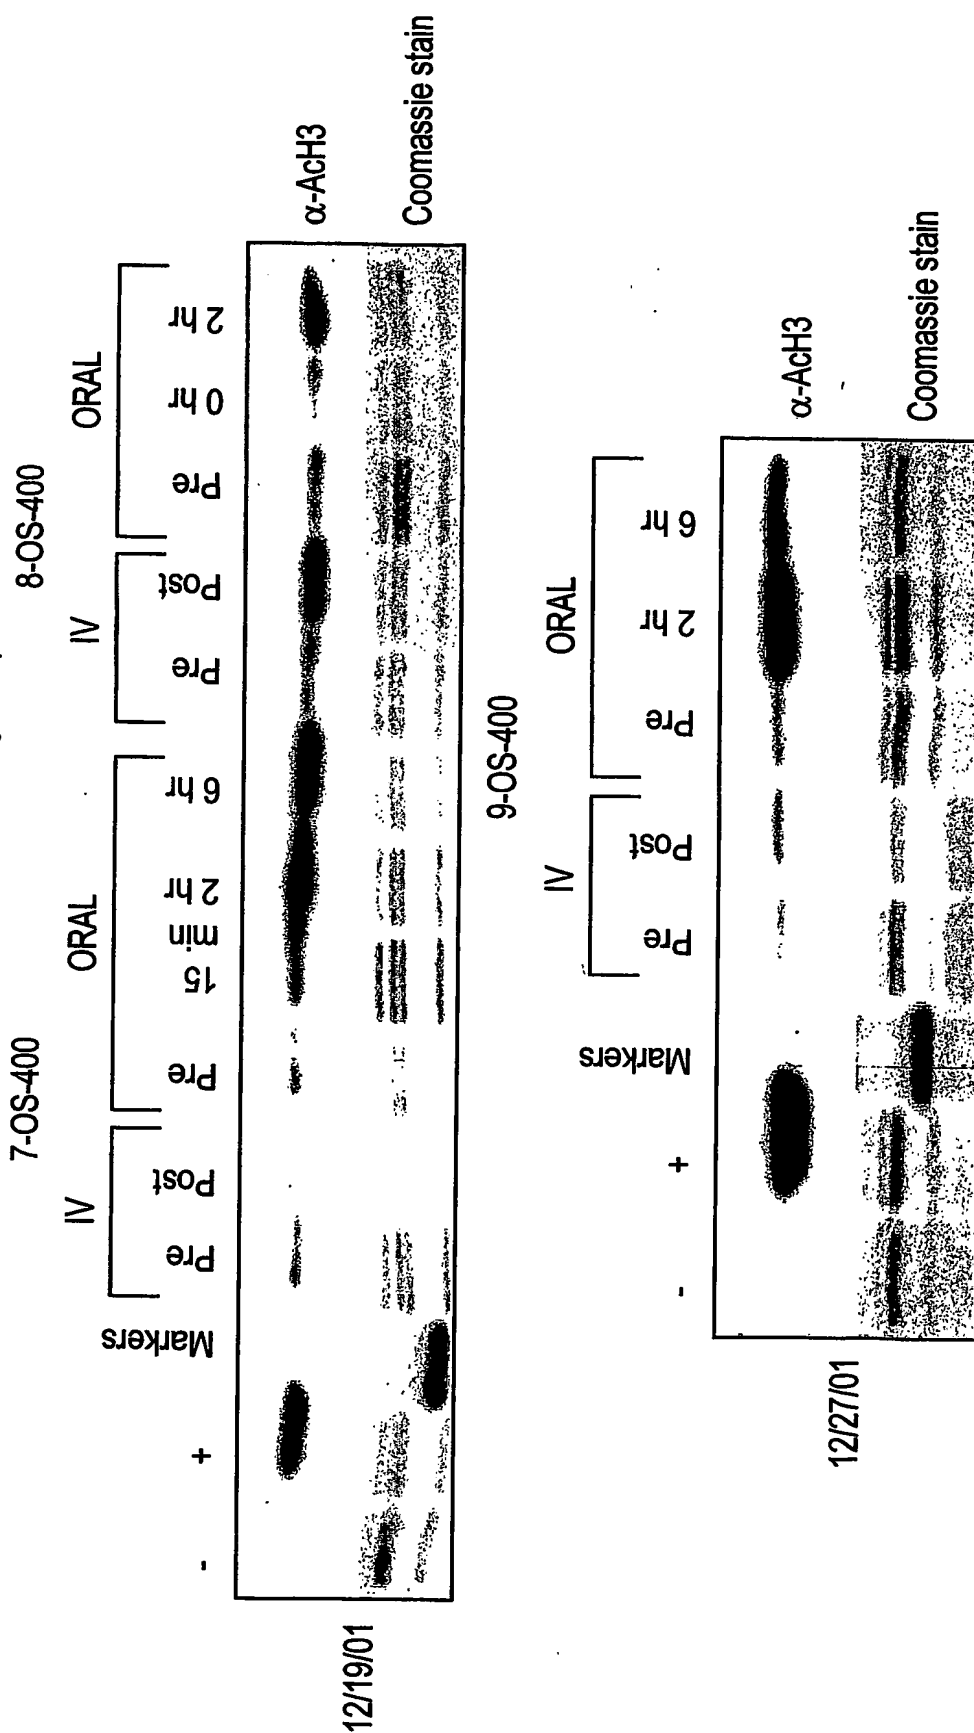 7-OS-400 8-OS-400
IV ORAL IV ORAL
- + Markers Pre Post Pre 15 min 2 hr 6 hr Pre Post Pre 0 hr 2 hr
α-AcH3
12/19/01
Coomassie stain
9-OS-400
IV ORAL
- + Markers Pre Post Pre 2 hr 6 hr
α-AcH3
12/27/01
Coomassie stain